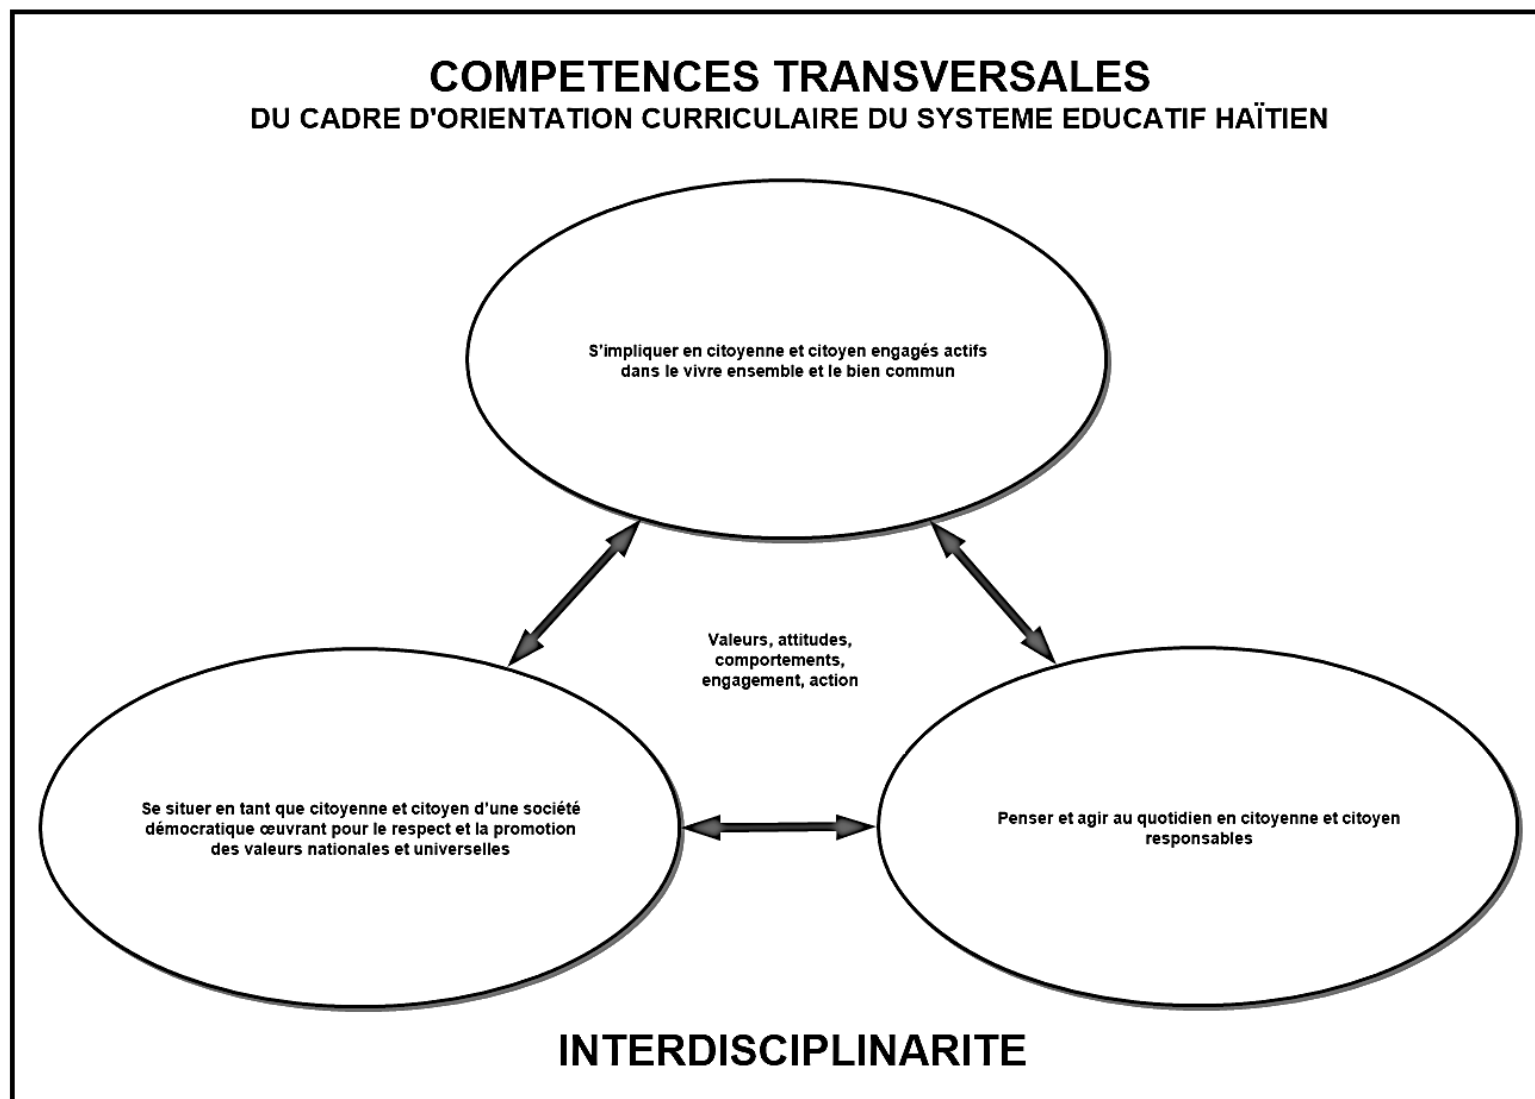 COMPETENCES TRANSVERSALES
DU CADRE D'ORIENTATION CURRICULAIRE DU SYSTEME EDUCATIF HAÏTIEN
S'impliquer en citoyenne et citoyen engagés actifs
dans le vivre ensemble et le bien commun
Valeurs, attitudes,
comportements,
engagement, action
Se situer en tant que citoyenne et citoyen d'une société
démocratique œuvrant pour le respect et la promotion
des valeurs nationales et universelles
Penser et agir au quotidien en citoyenne et citoyen
responsables
INTERDISCIPLINARITE